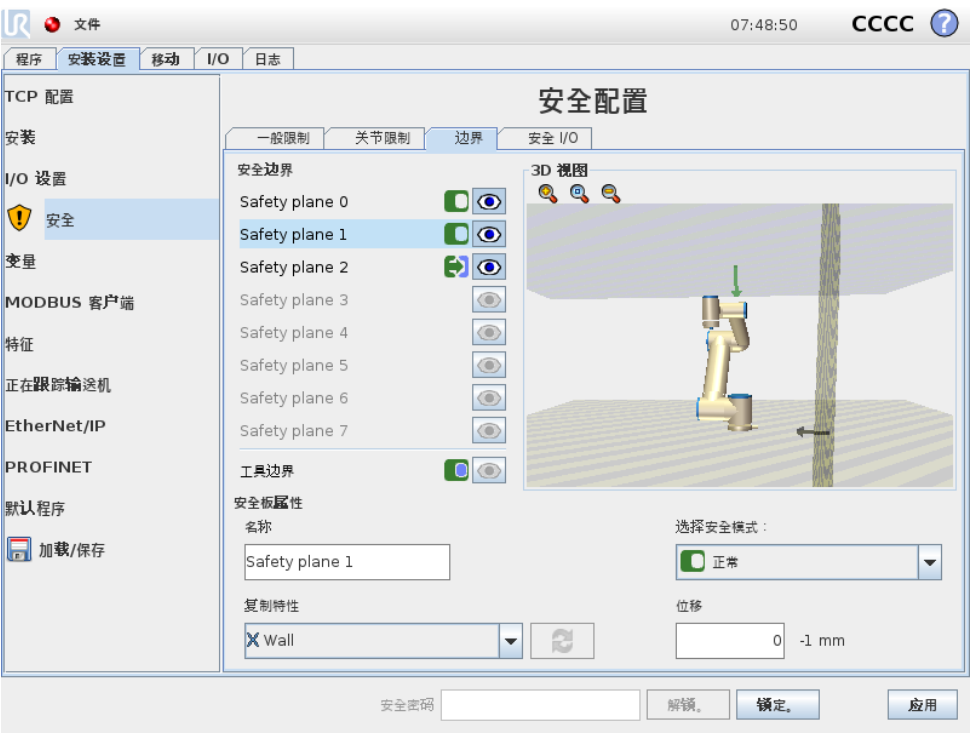 UR 文件 07:48:50 CCCC ?
程序 安装设置 移动 I/O 日志
TCP 配置
安装
I/O 设置
安全
变量
MODBUS 客户端
特征
正在跟踪输送机
EtherNet/IP
PROFINET
默认程序
加载/保存
安全配置
一般限制 关节限制 边界 安全 I/O
安全边界
Safety plane 0
Safety plane 1
Safety plane 2
Safety plane 3
Safety plane 4
Safety plane 5
Safety plane 6
Safety plane 7
工具边界
3D 视图
安全板属性
名称
Safety plane 1
选择安全模式：
正常
复制特性
Wall
位移
0 -1 mm
安全密码 解锁。 锁定。 应用